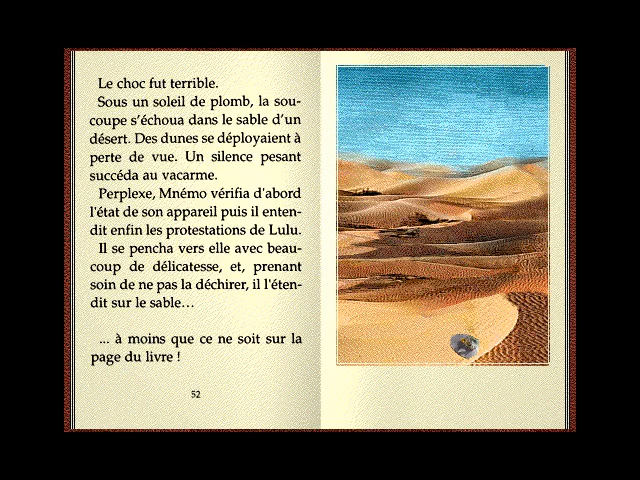 Le choc fut terrible.
Sous un soleil de plomb, la sou-
coupe s'échoua dans le sable d'un
désert. Des dunes se déployaient à
perte de vue. Un silence pesant
succéda au vacarme.
Perplexe, Mnémo vérifia d'abord
l'état de son appareil puis il enten-
dit enfin les protestations de Lulu.
Il se pencha vers elle avec beau-
coup de délicatesse, et, prenant
soin de ne pas la déchirer, il l'éten-
dit sur le sable…
... à moins que ce ne soit sur la
page du livre !
52